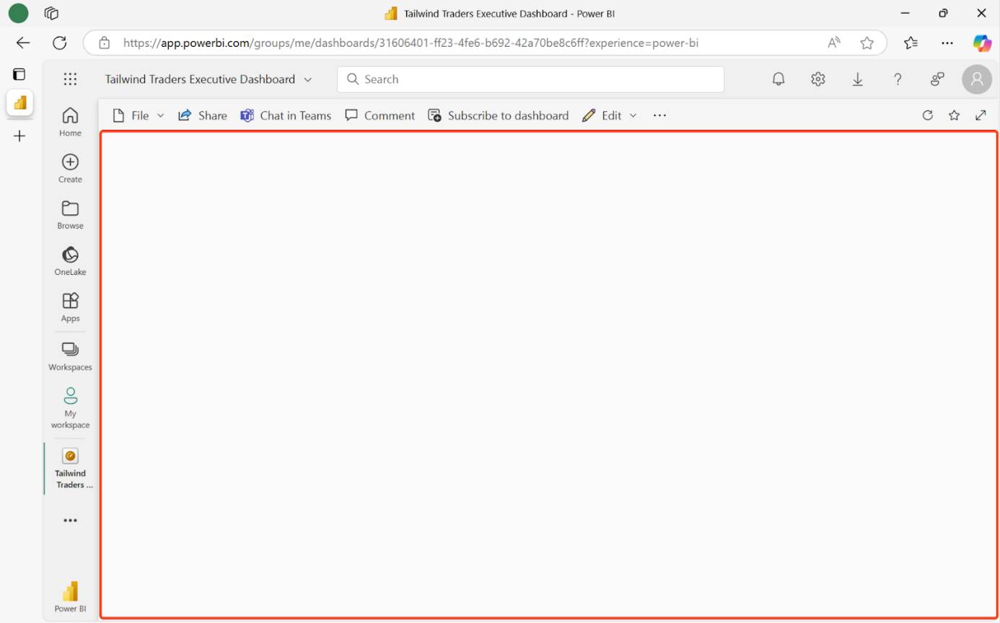 Tailwind Traders Executive Dashboard - Power BI
https://app.powerbi.com/groups/me/dashboards/31606401-ff23-4fe6-b692-42a70be8c6ff?experience=power-bi
Tailwind Traders Executive Dashboard
Search
File
Share
Chat in Teams
Comment
Subscribe to dashboard
Edit
Home
Create
Browse
OneLake
Apps
Workspaces
My
workspace
Tailwind
Traders ...
Power BI